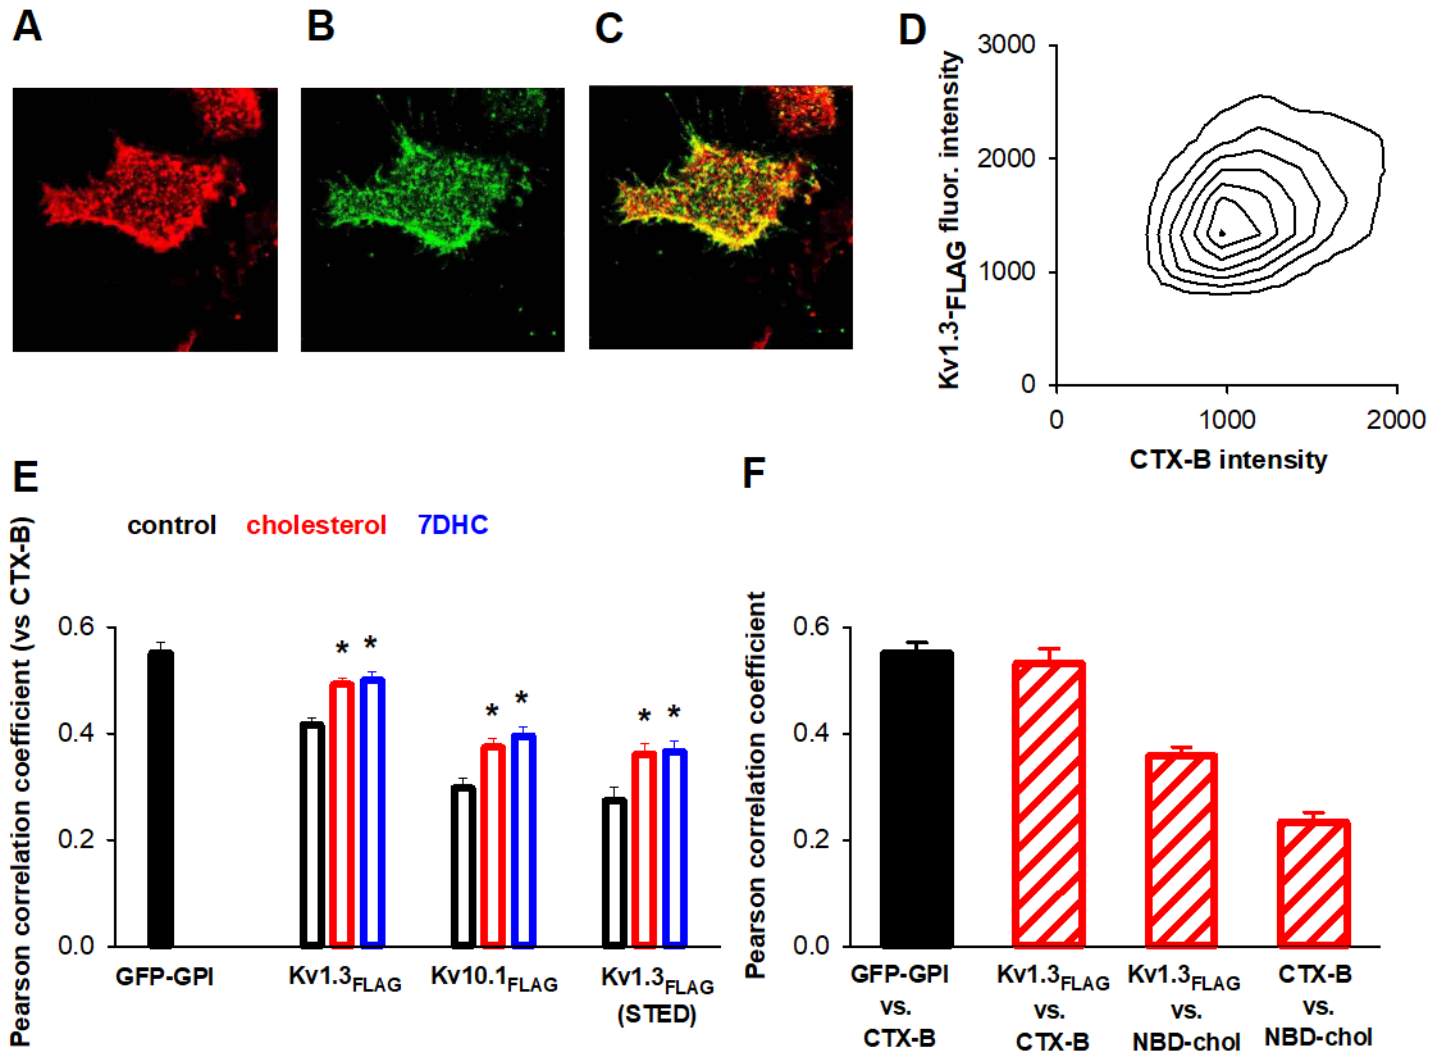 A
B
C
D
Kv1.3-FLAG fluor. intensity
3000
2000
1000
0
0
1000
2000
CTX-B intensity
E
control
cholesterol
7DHC
Pearson correlation coefficient (vs CTX-B)
0.6
0.4
0.2
0.0
*
*
*
*
*
*
GFP-GPI
Kv1.3FLAG
Kv10.1FLAG
Kv1.3FLAG
(STED)
F
Pearson correlation coefficient
0.6
0.4
0.2
0.0
GFP-GPI
vs.
CTX-B
Kv1.3FLAG
vs.
CTX-B
Kv1.3FLAG
vs.
NBD-chol
CTX-B
vs.
NBD-chol